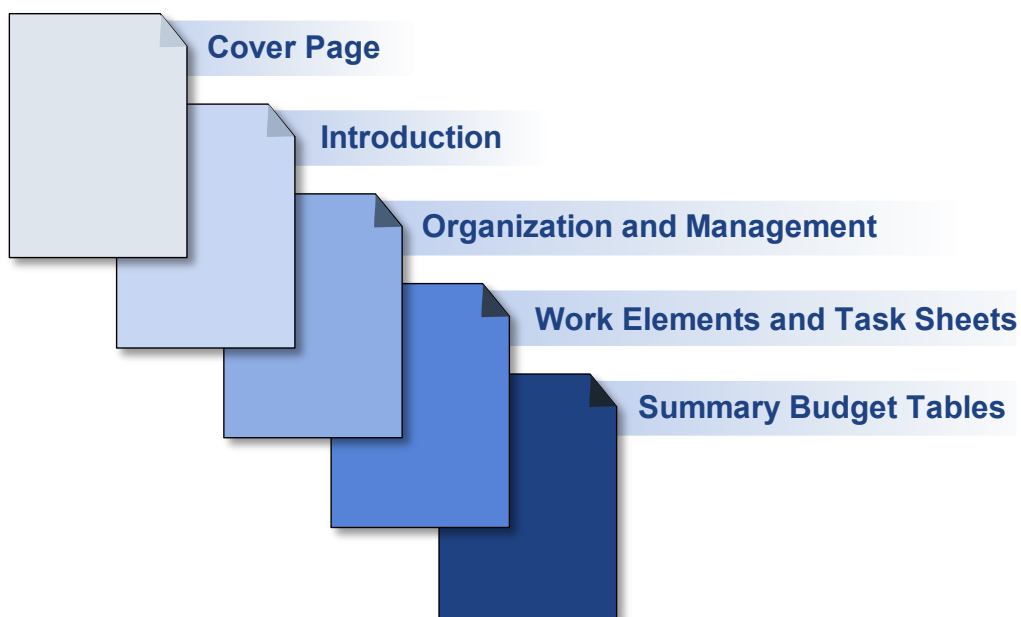 Cover Page
Introduction
Organization and Management
Work Elements and Task Sheets
Summary Budget Tables